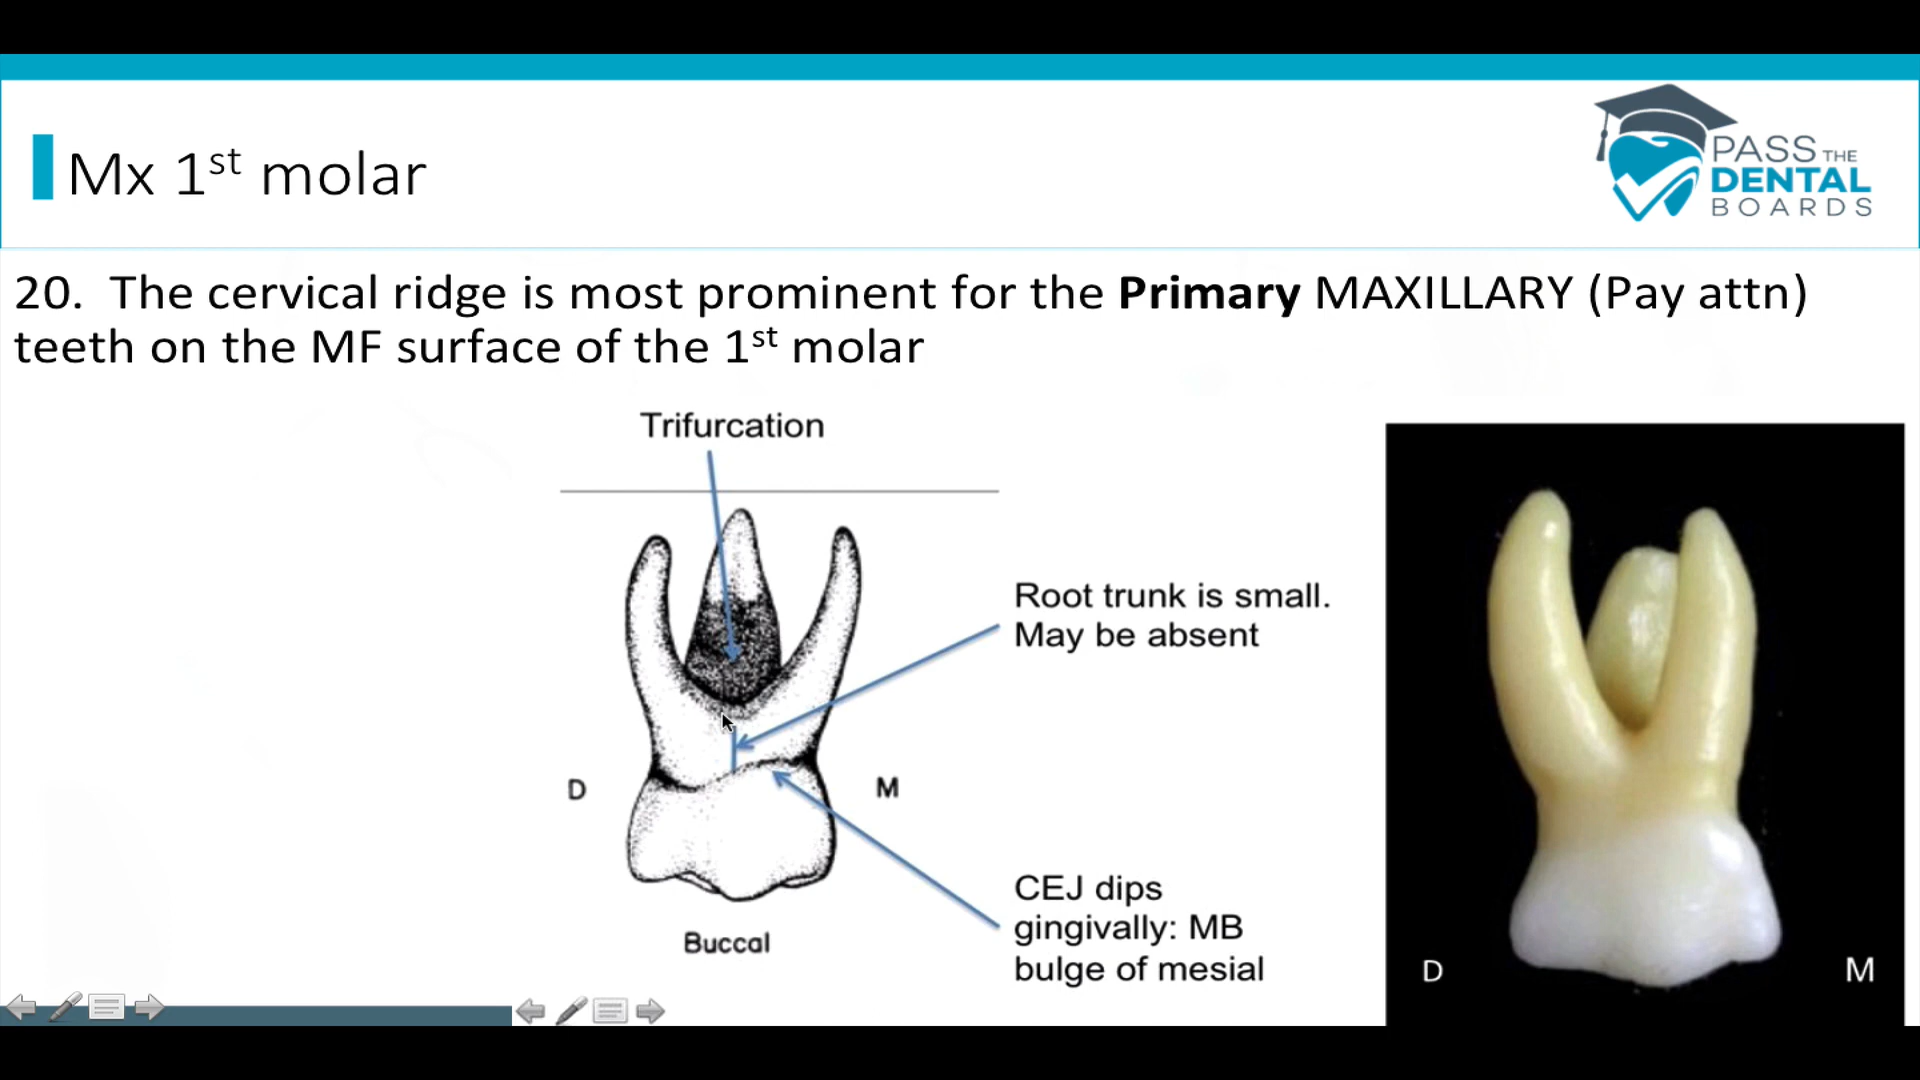 Mx 1st molar
PASS THE
DENTAL
BOARDS
20. The cervical ridge is most prominent for the Primary MAXILLARY (Pay attn)
teeth on the MF surface of the 1st molar
Trifurcation
Root trunk is small.
May be absent
D
M
CEJ dips
gingivally: MB
bulge of mesial
Buccal
D
M